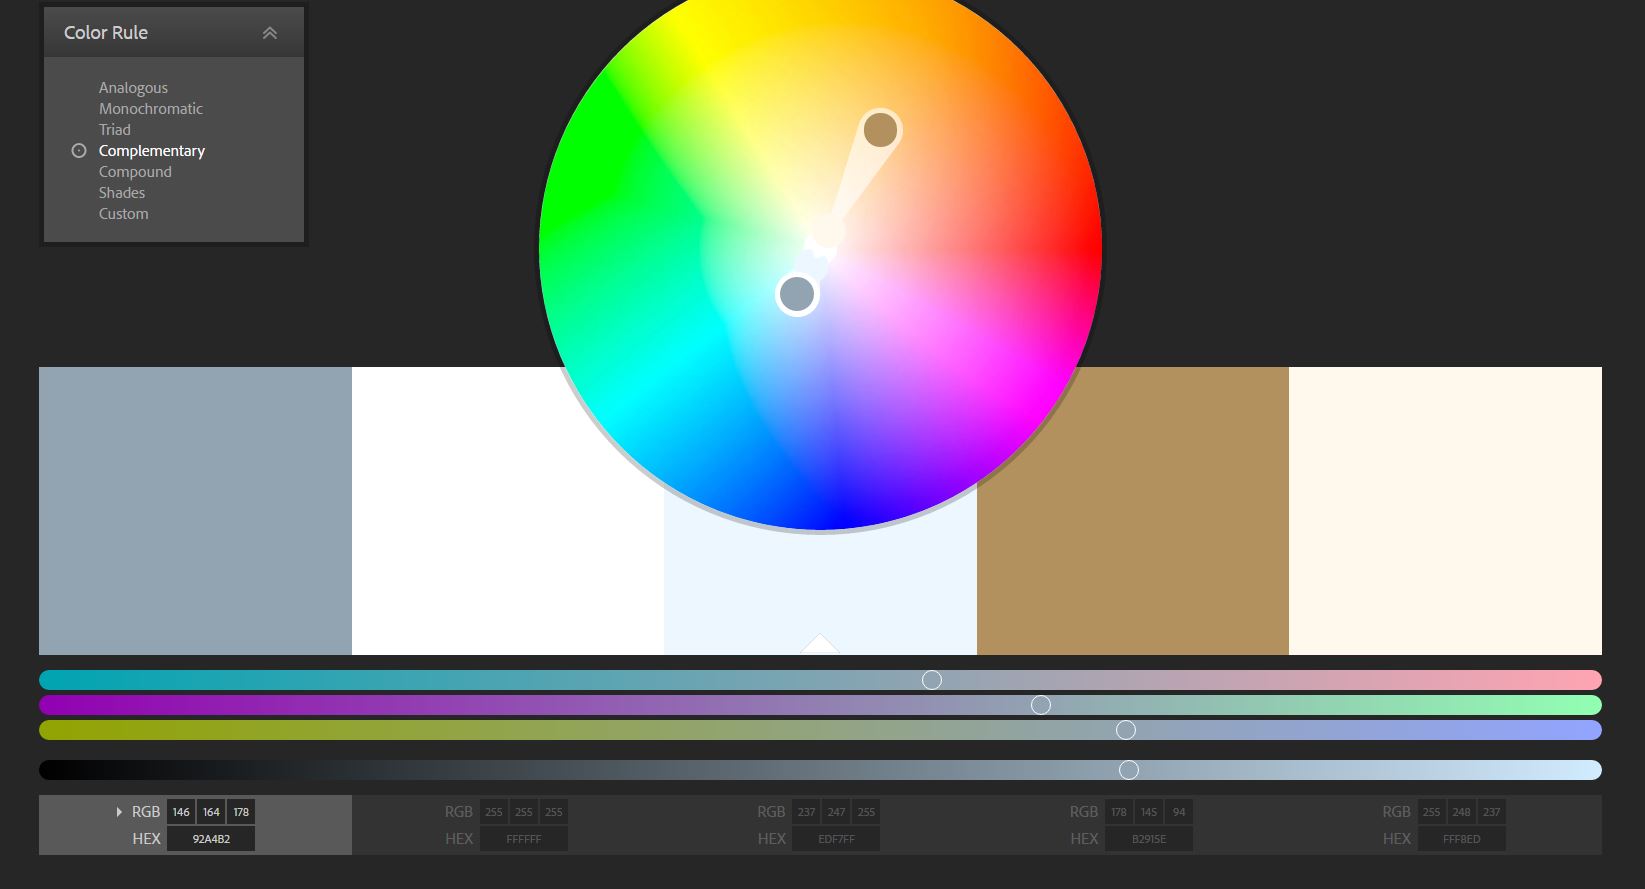 Color Rule
Analogous
Monochromatic
Triad
Complementary
Compound
Shades
Custom
RGB 146 164 178 RGB 255 255 255 RGB 237 247 255 RGB 178 145 94 RGB 255 248 237
HEX 92A4B2 HEX FFFFFF HEX EDF7FF HEX B2915E HEX FFF8ED